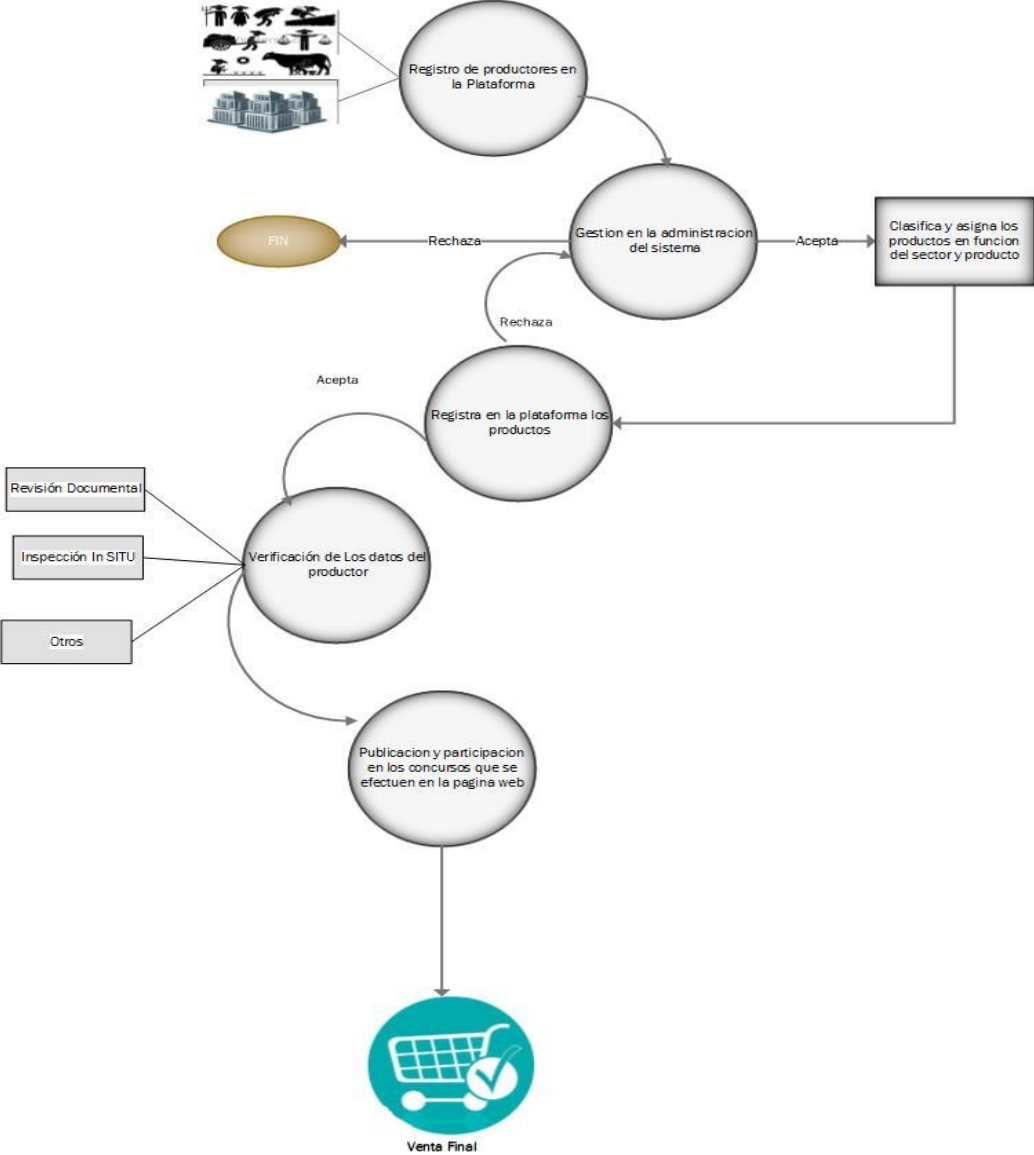 Registro de productores en
la Plataforma
Gestion en la administracion
del sistema
FIN
Rechaza
Acepta
Clasifica y asigna los
productos en funcion
del sector y producto
Rechaza
Acepta
Registra en la plataforma los
productos
Revisión Documental
Inspección In SITU
Otros
Verificación de Los datos del
productor
Publicacion y participacion
en los concursos que se
efectuen en la pagina web
Venta Final